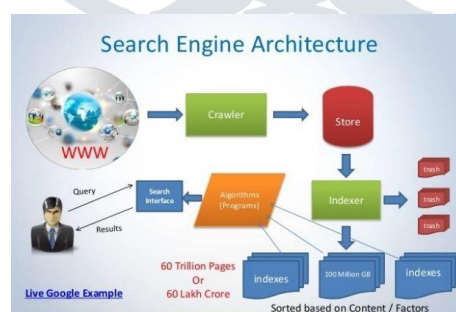 Search Engine Architecture
WWW
Crawler
Store
Query
Results
Search
Interface
Algorithms
(Programs)
Indexer
trash
trash
trash
60 Trillion Pages
Or
60 Lakh Crore
indexes
100 Million GB
indexes
Live Google Example
Sorted based on Content / Factors